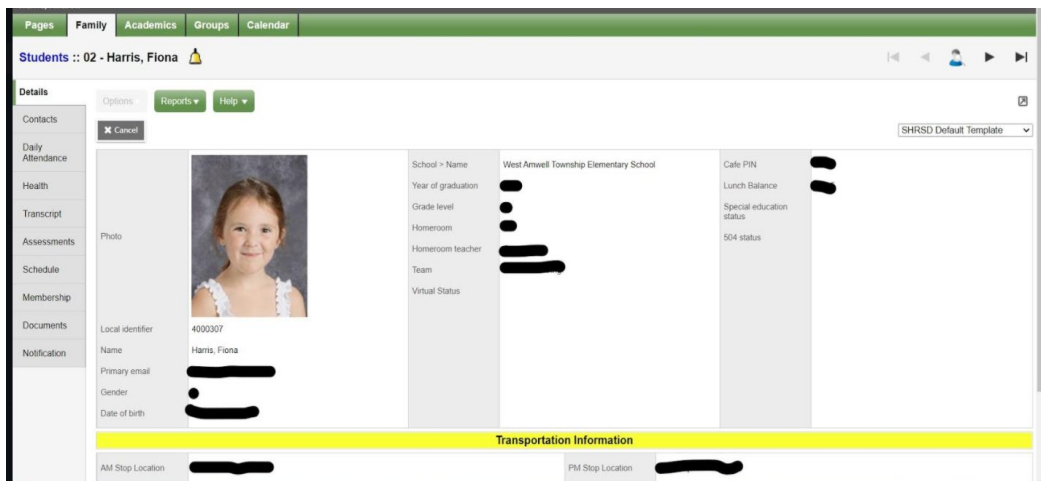 Pages Family Academics Groups Calendar
Students :: 02 - Harris, Fiona
Details
Contacts
Daily
Attendance
Health
Transcript
Assessments
Schedule
Membership
Documents
Notification
Options Reports Help
Cancel
SHRSD Default Template
Photo
Local identifier 4000307
Name Harris, Fiona
Primary email
Gender
Date of birth
School > Name West Amwell Township Elementary School
Year of graduation
Grade level
Homeroom
Homeroom teacher
Team
Virtual Status
Cafe PIN
Lunch Balance
Special education
status
504 status
Transportation Information
AM Stop Location PM Stop Location